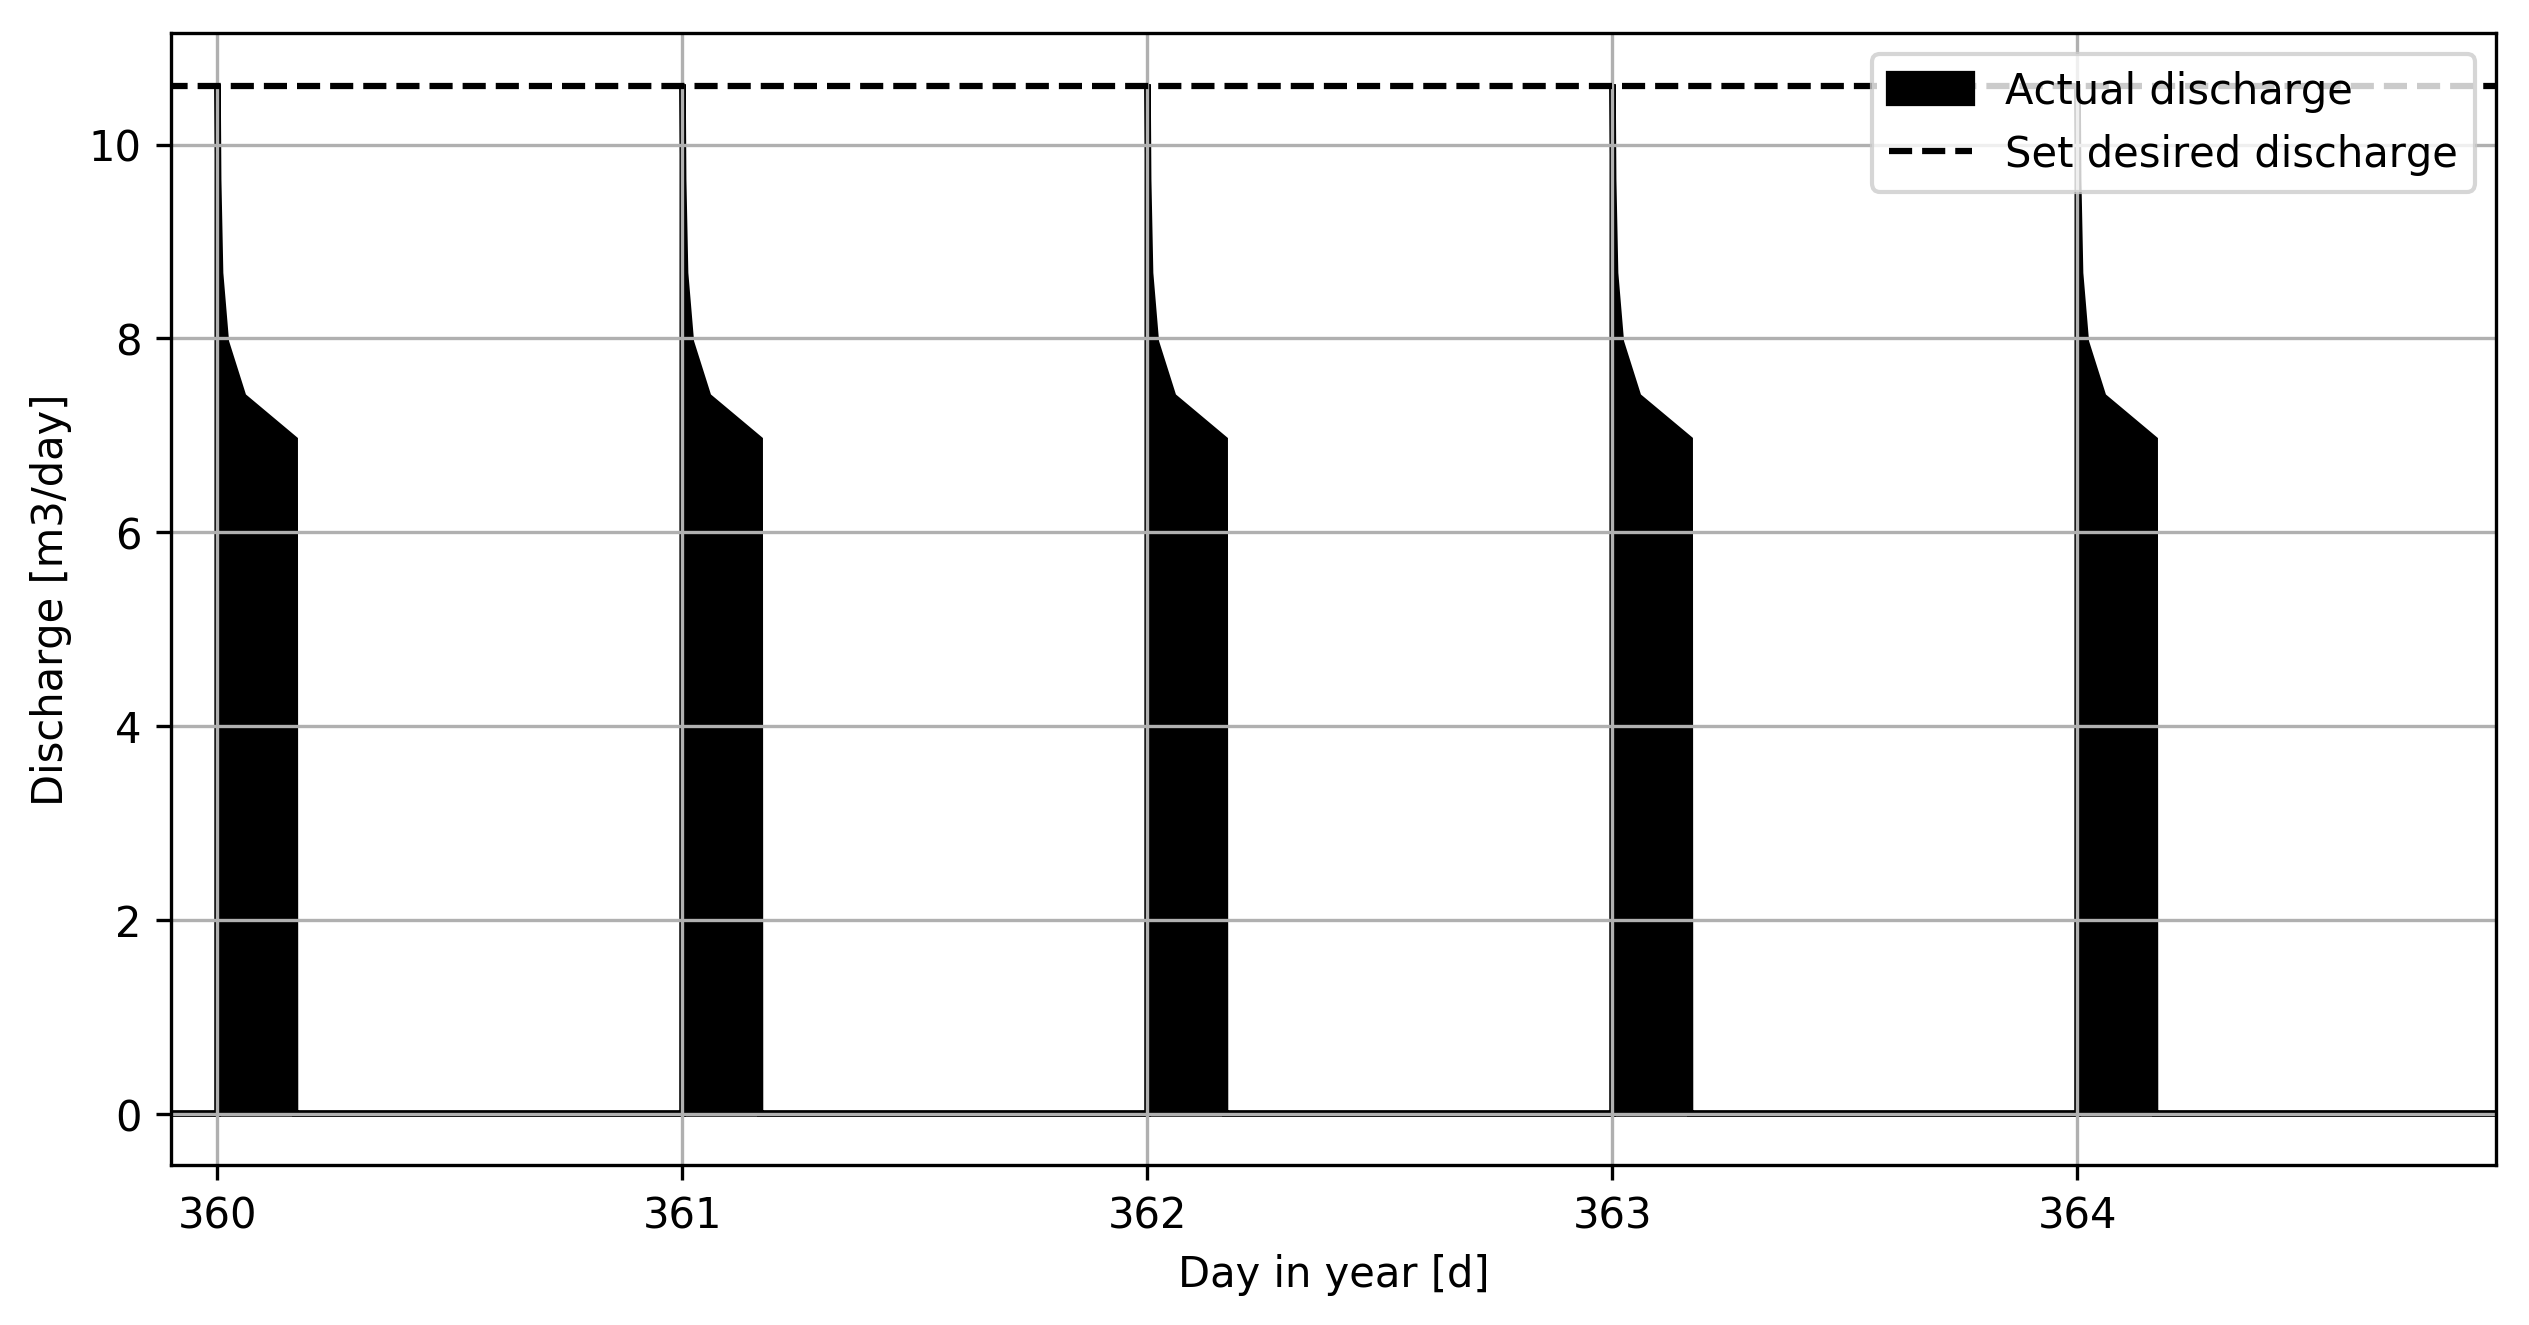 Actual discharge
Set desired discharge
Discharge [m3/day]
10
8
6
4
2
0
360 361 362 363 364
Day in year [d]